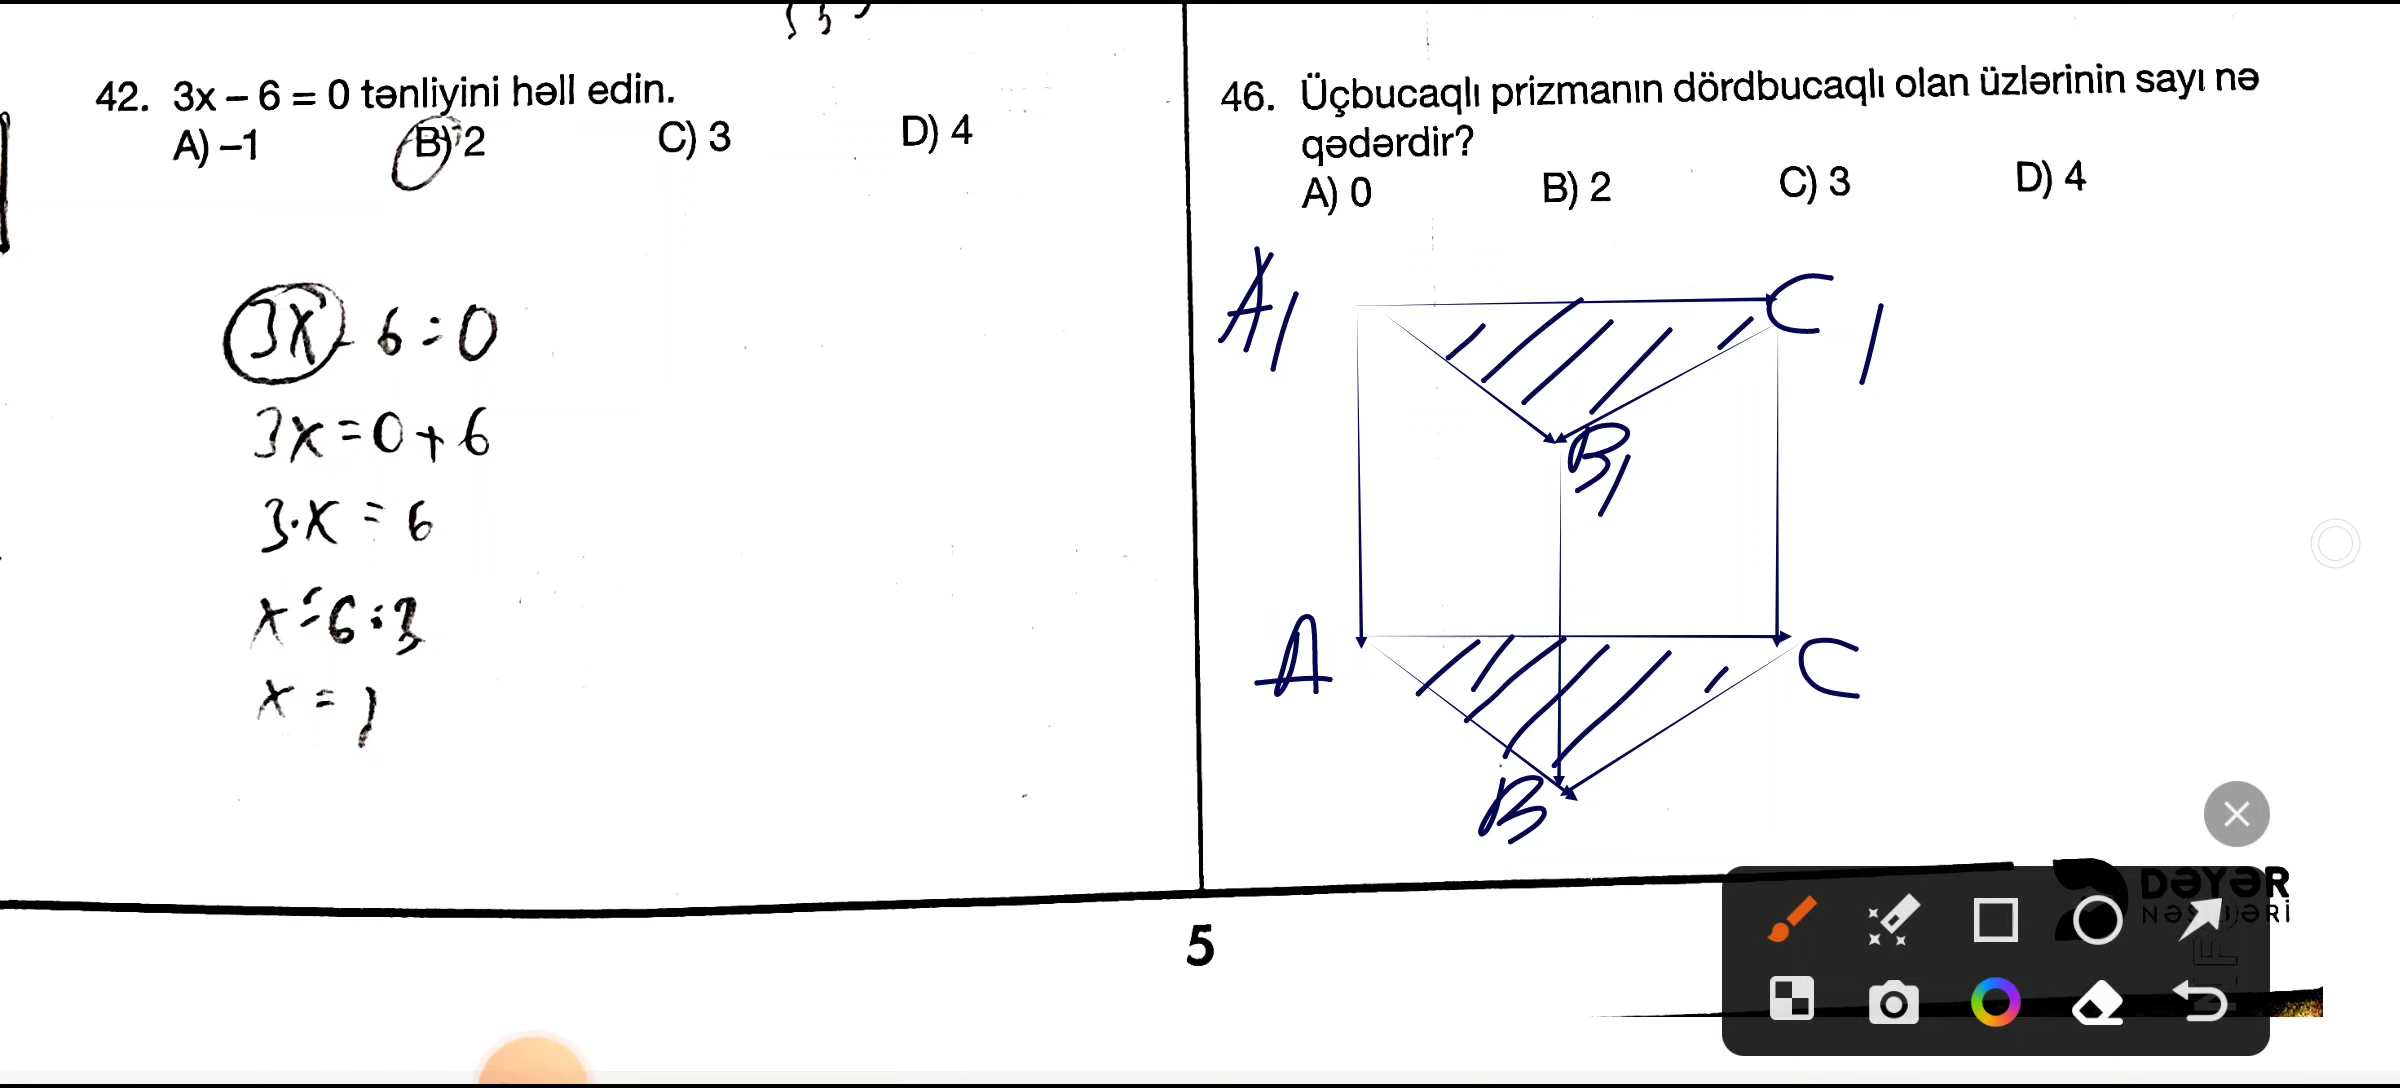 42. 3x – 6 = 0 tənliyini həll edin.
A) –1 B) 2 C) 3 D) 4
3x - 6 = 0
3x = 0 + 6
3·x = 6
x = 6 : 3
46. Üçbucaqlı prizmanın dördbucaqlı olan üzlərinin sayı nə
qədərdir?
A) 0 B) 2 C) 3 D) 4
A1 C1
B1
A C
B
5
DƏYƏR